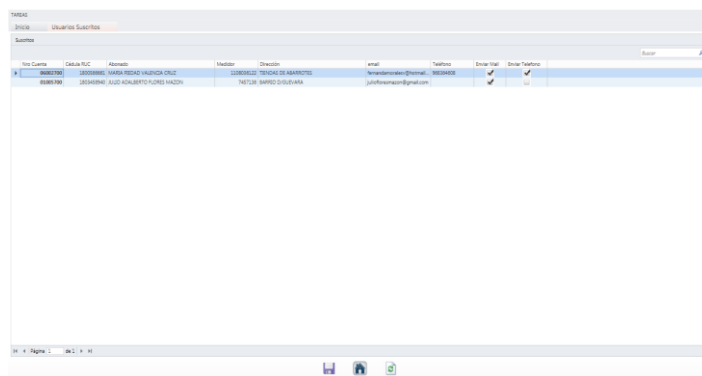 TAREAS
Inicio Usuarios Suscritos
Suscritos
Buscar
Nro Cuenta Cédula RUC Abonado Medidor Dirección email Teléfono Enviar Mail Enviar Telefono
MARIA PIEDAD VALENCIA CRUZ TIENDAS DE ABARROTES
01005700 JULIO ADALBERTO FLORES MAZON 7457136 BARRIO D/GUEVARA juliofloresmazon@gmail.com
Página 1 de 1